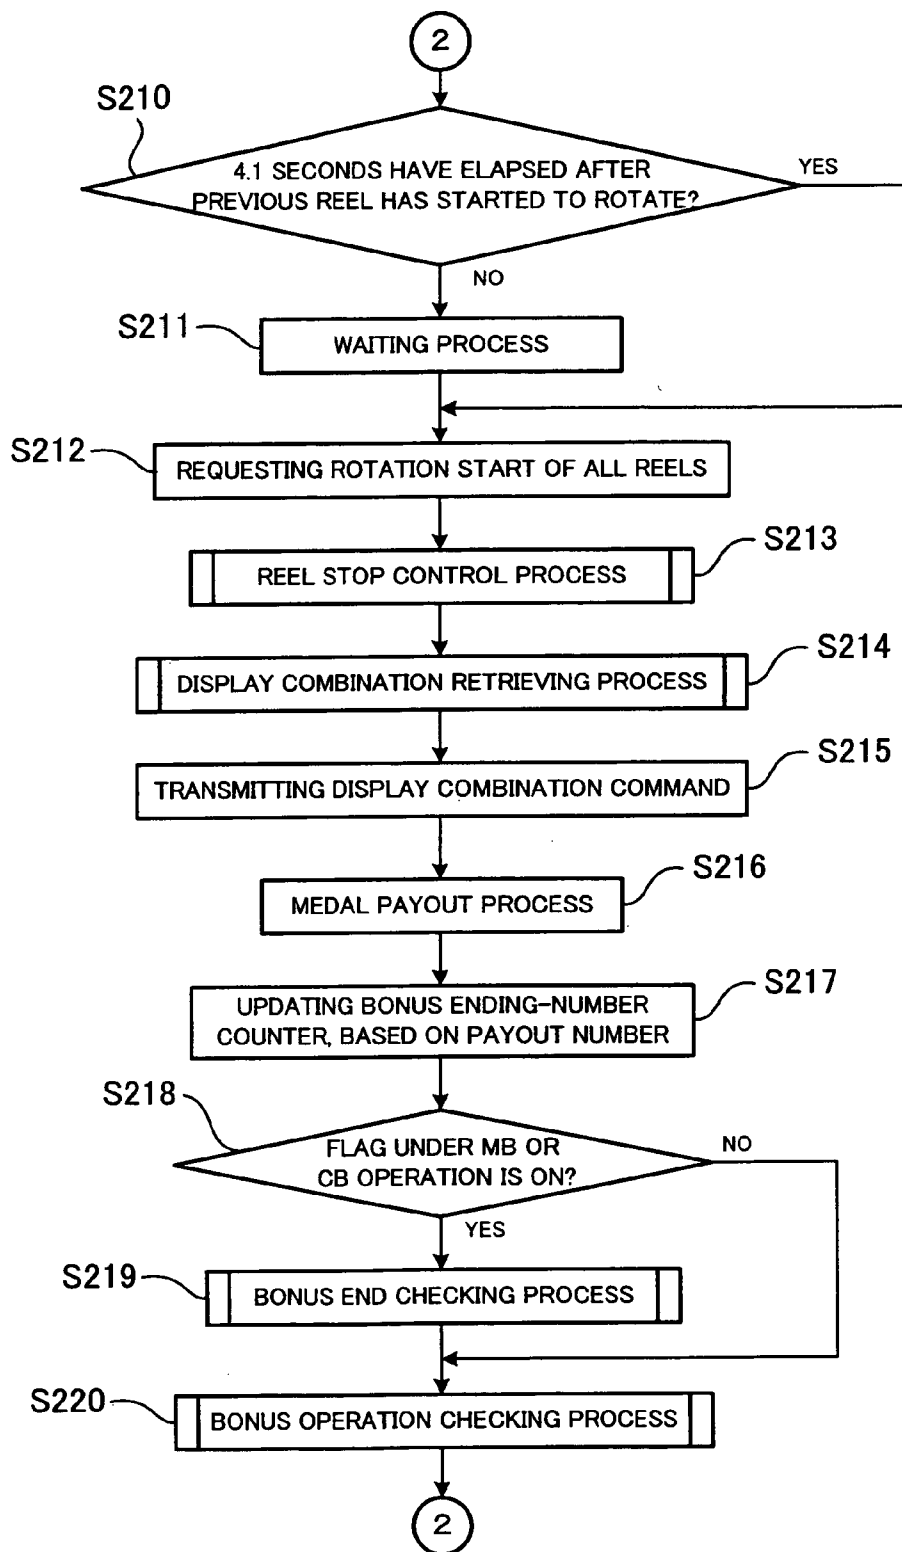 2
S210
4.1 SECONDS HAVE ELAPSED AFTER
PREVIOUS REEL HAS STARTED TO ROTATE?
YES
NO
S211
WAITING PROCESS
S212
REQUESTING ROTATION START OF ALL REELS
S213
REEL STOP CONTROL PROCESS
S214
DISPLAY COMBINATION RETRIEVING PROCESS
S215
TRANSMITTING DISPLAY COMBINATION COMMAND
S216
MEDAL PAYOUT PROCESS
S217
UPDATING BONUS ENDING-NUMBER
COUNTER, BASED ON PAYOUT NUMBER
S218
FLAG UNDER MB OR
CB OPERATION IS ON?
NO
YES
S219
BONUS END CHECKING PROCESS
S220
BONUS OPERATION CHECKING PROCESS
2